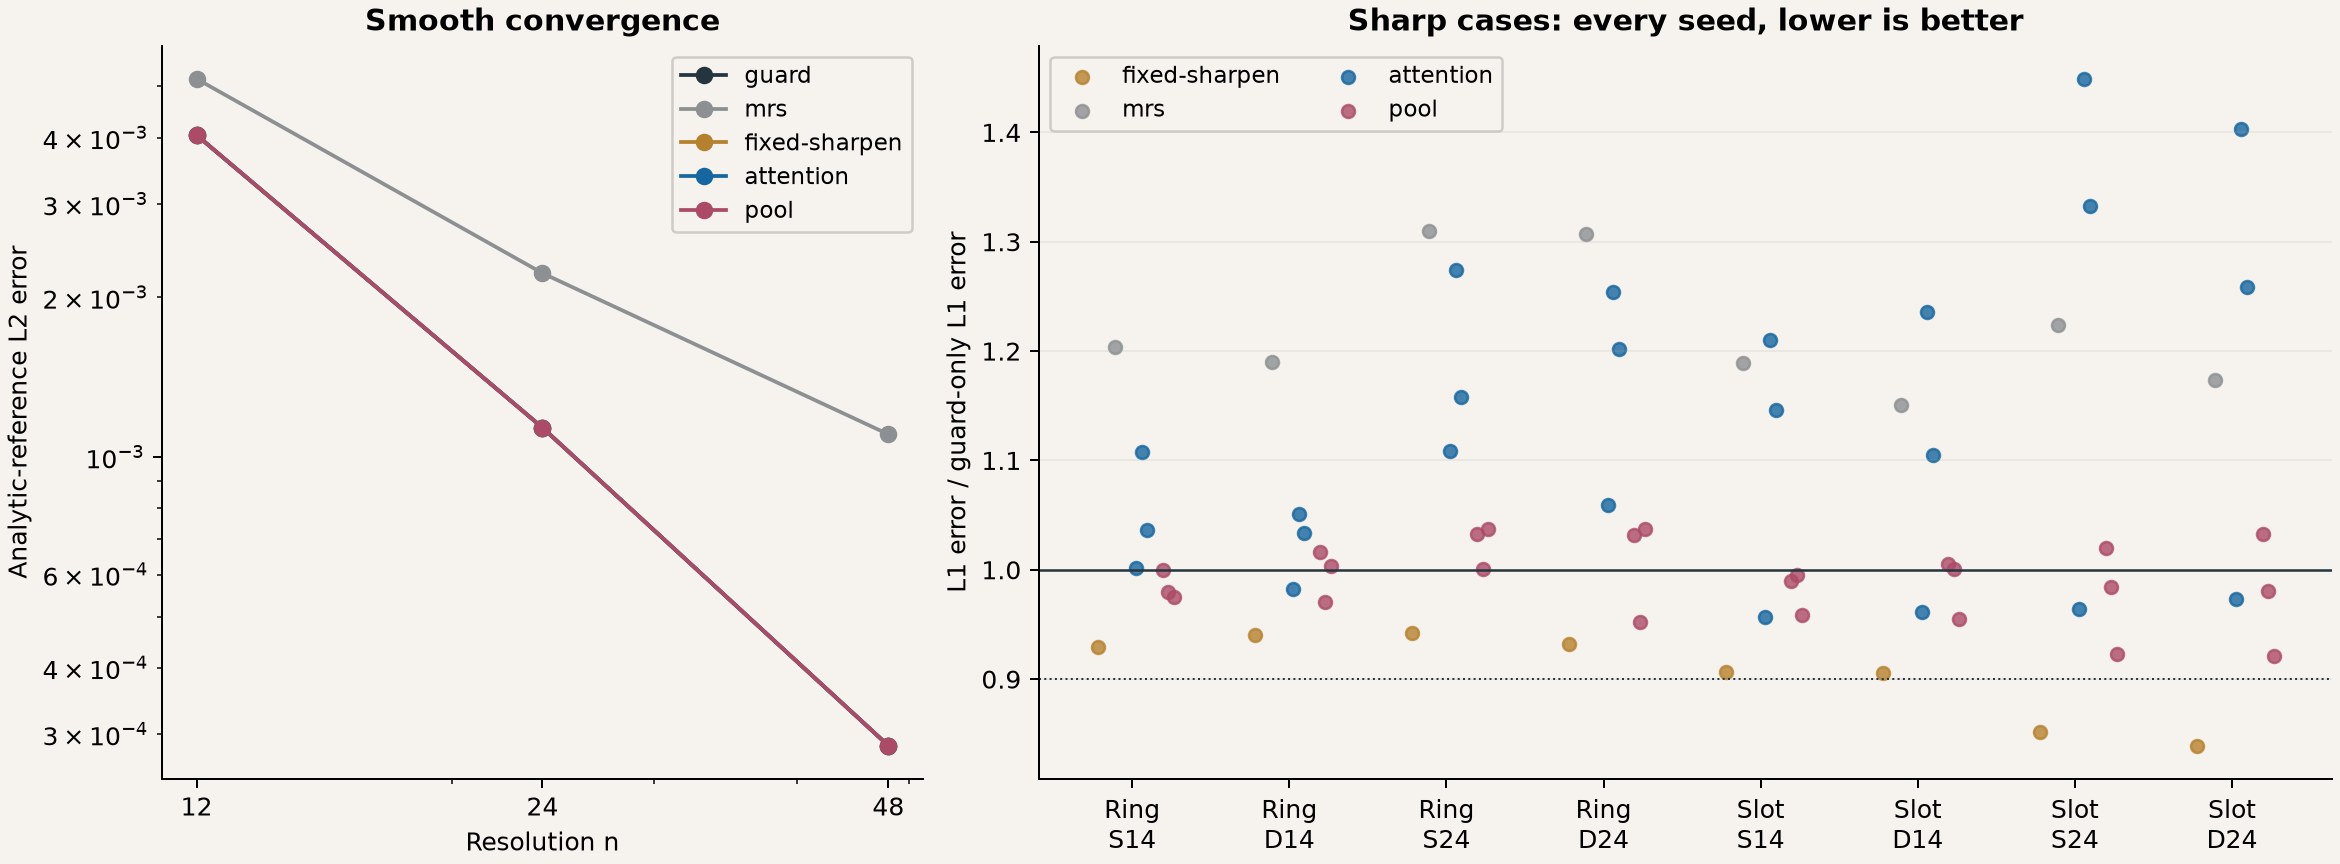 Smooth convergence
Analytic-reference L2 error
4 × 10⁻³
3 × 10⁻³
2 × 10⁻³
10⁻³
6 × 10⁻⁴
4 × 10⁻⁴
3 × 10⁻⁴
12
24
48
Resolution n
guard
mrs
fixed-sharpen
attention
pool
Sharp cases: every seed, lower is better
L1 error / guard-only L1 error
fixed-sharpen
mrs
attention
pool
1.4
1.3
1.2
1.1
1.0
0.9
Ring
S14
Ring
D14
Ring
S24
Ring
D24
Slot
S14
Slot
D14
Slot
S24
Slot
D24